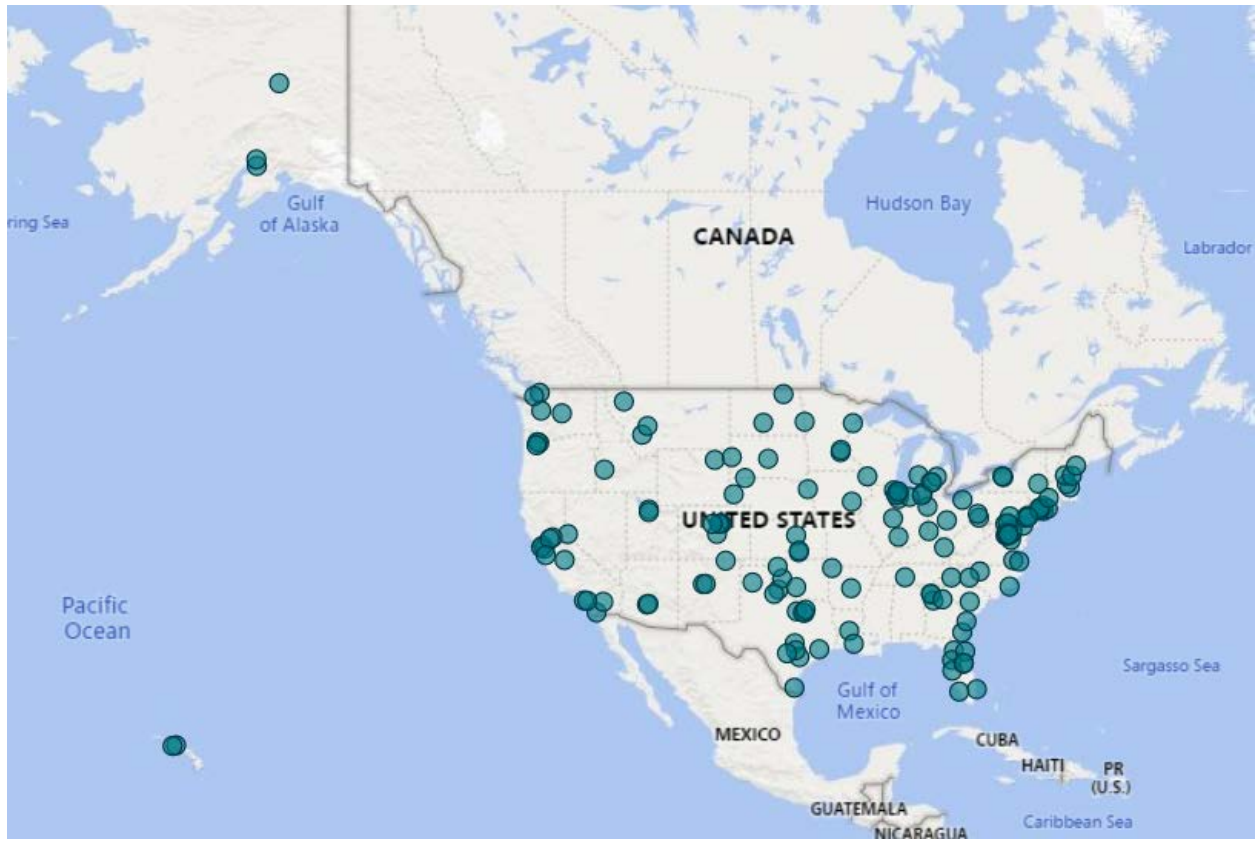 Hudson Bay
Gulf
of Alaska
ring Sea
CANADA
Labrador
UNITED STATES
Pacific
Ocean
Sargasso Sea
Gulf of
Mexico
MEXICO
CUBA
HAITI
PR
(U.S.)
GUATEMALA
Caribbean Sea
NICARAGUA